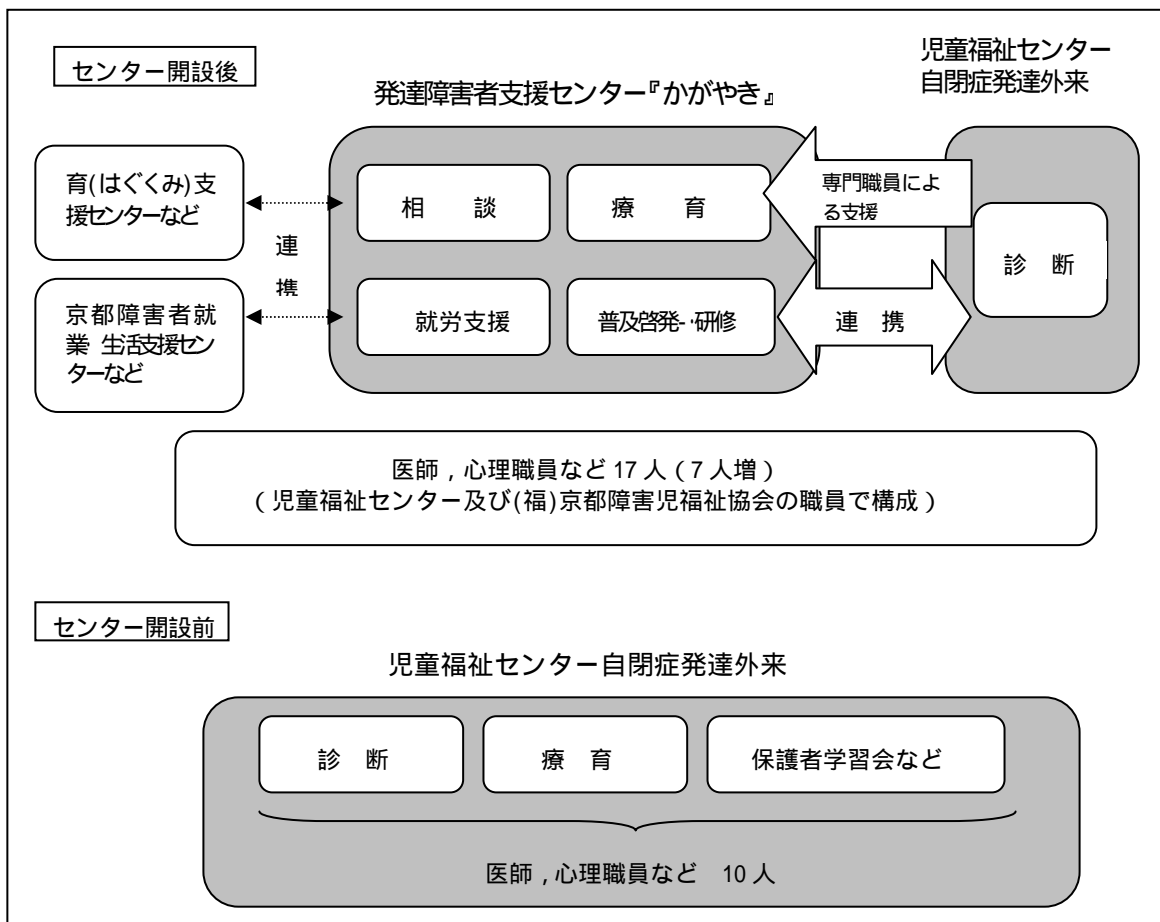 センター開設後
児童福祉センター
自閉症発達外来
発達障害者支援センター『かがやき』
育(はぐくみ)支
援センターなど
京都障害者就
業・生活支援セン
ターなど
連
携
相　談
療　育
就労支援
普及啓発・研修
専門職員によ
る支援
連　携
診　断
医師，心理職員など 17 人（7 人増）
（児童福祉センター及び(福)京都障害児福祉協会の職員で構成）
センター開設前
児童福祉センター自閉症発達外来
診　断
療　育
保護者学習会など
医師，心理職員など　10 人